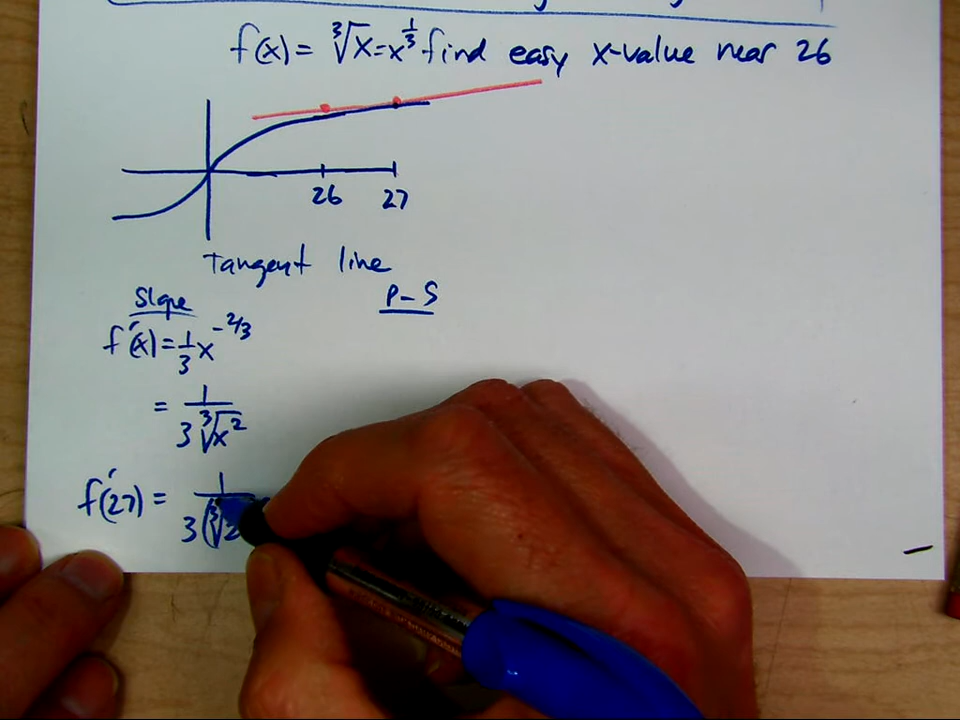 f(x) = ∛x = x^(1/3) find easy x-value near 26
26 27
Tangent line
Slope
P-S
f'(x) = 1/3 x^(-2/3)
= 1/(3∛(x²))
f'(27) = 1/(3(∛2